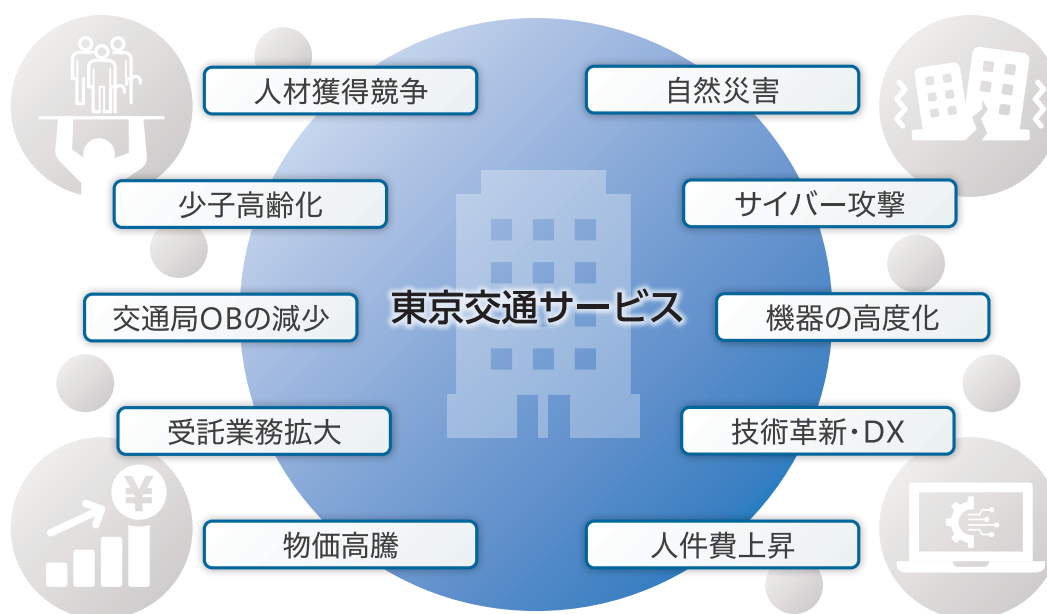 人材獲得競争
自然災害
少子高齢化
サイバー攻撃
東京交通サービス
交通局OBの減少
機器の高度化
受託業務拡大
技術革新・DX
¥
物価高騰
人件費上昇